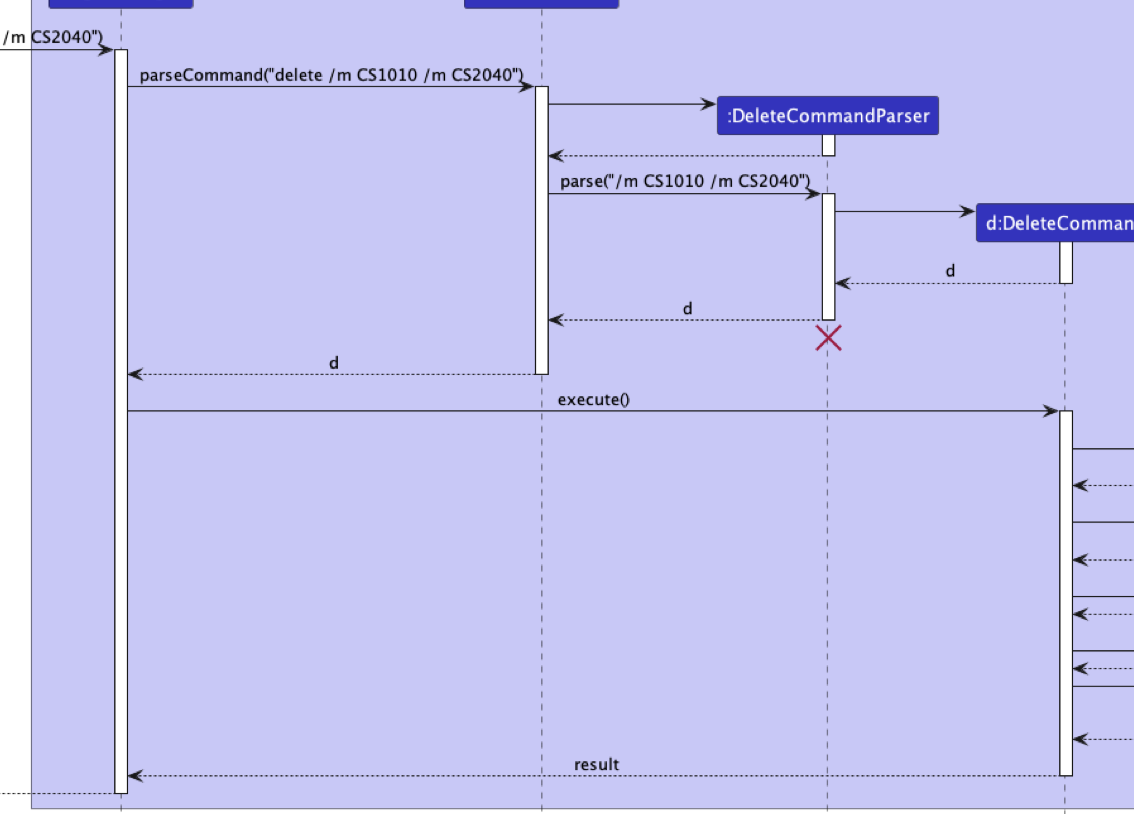 /m CS2040")
parseCommand("delete /m CS1010 /m CS2040")
:DeleteCommandParser
parse("/m CS1010 /m CS2040")
d:DeleteComman
d
d
d
execute()
result